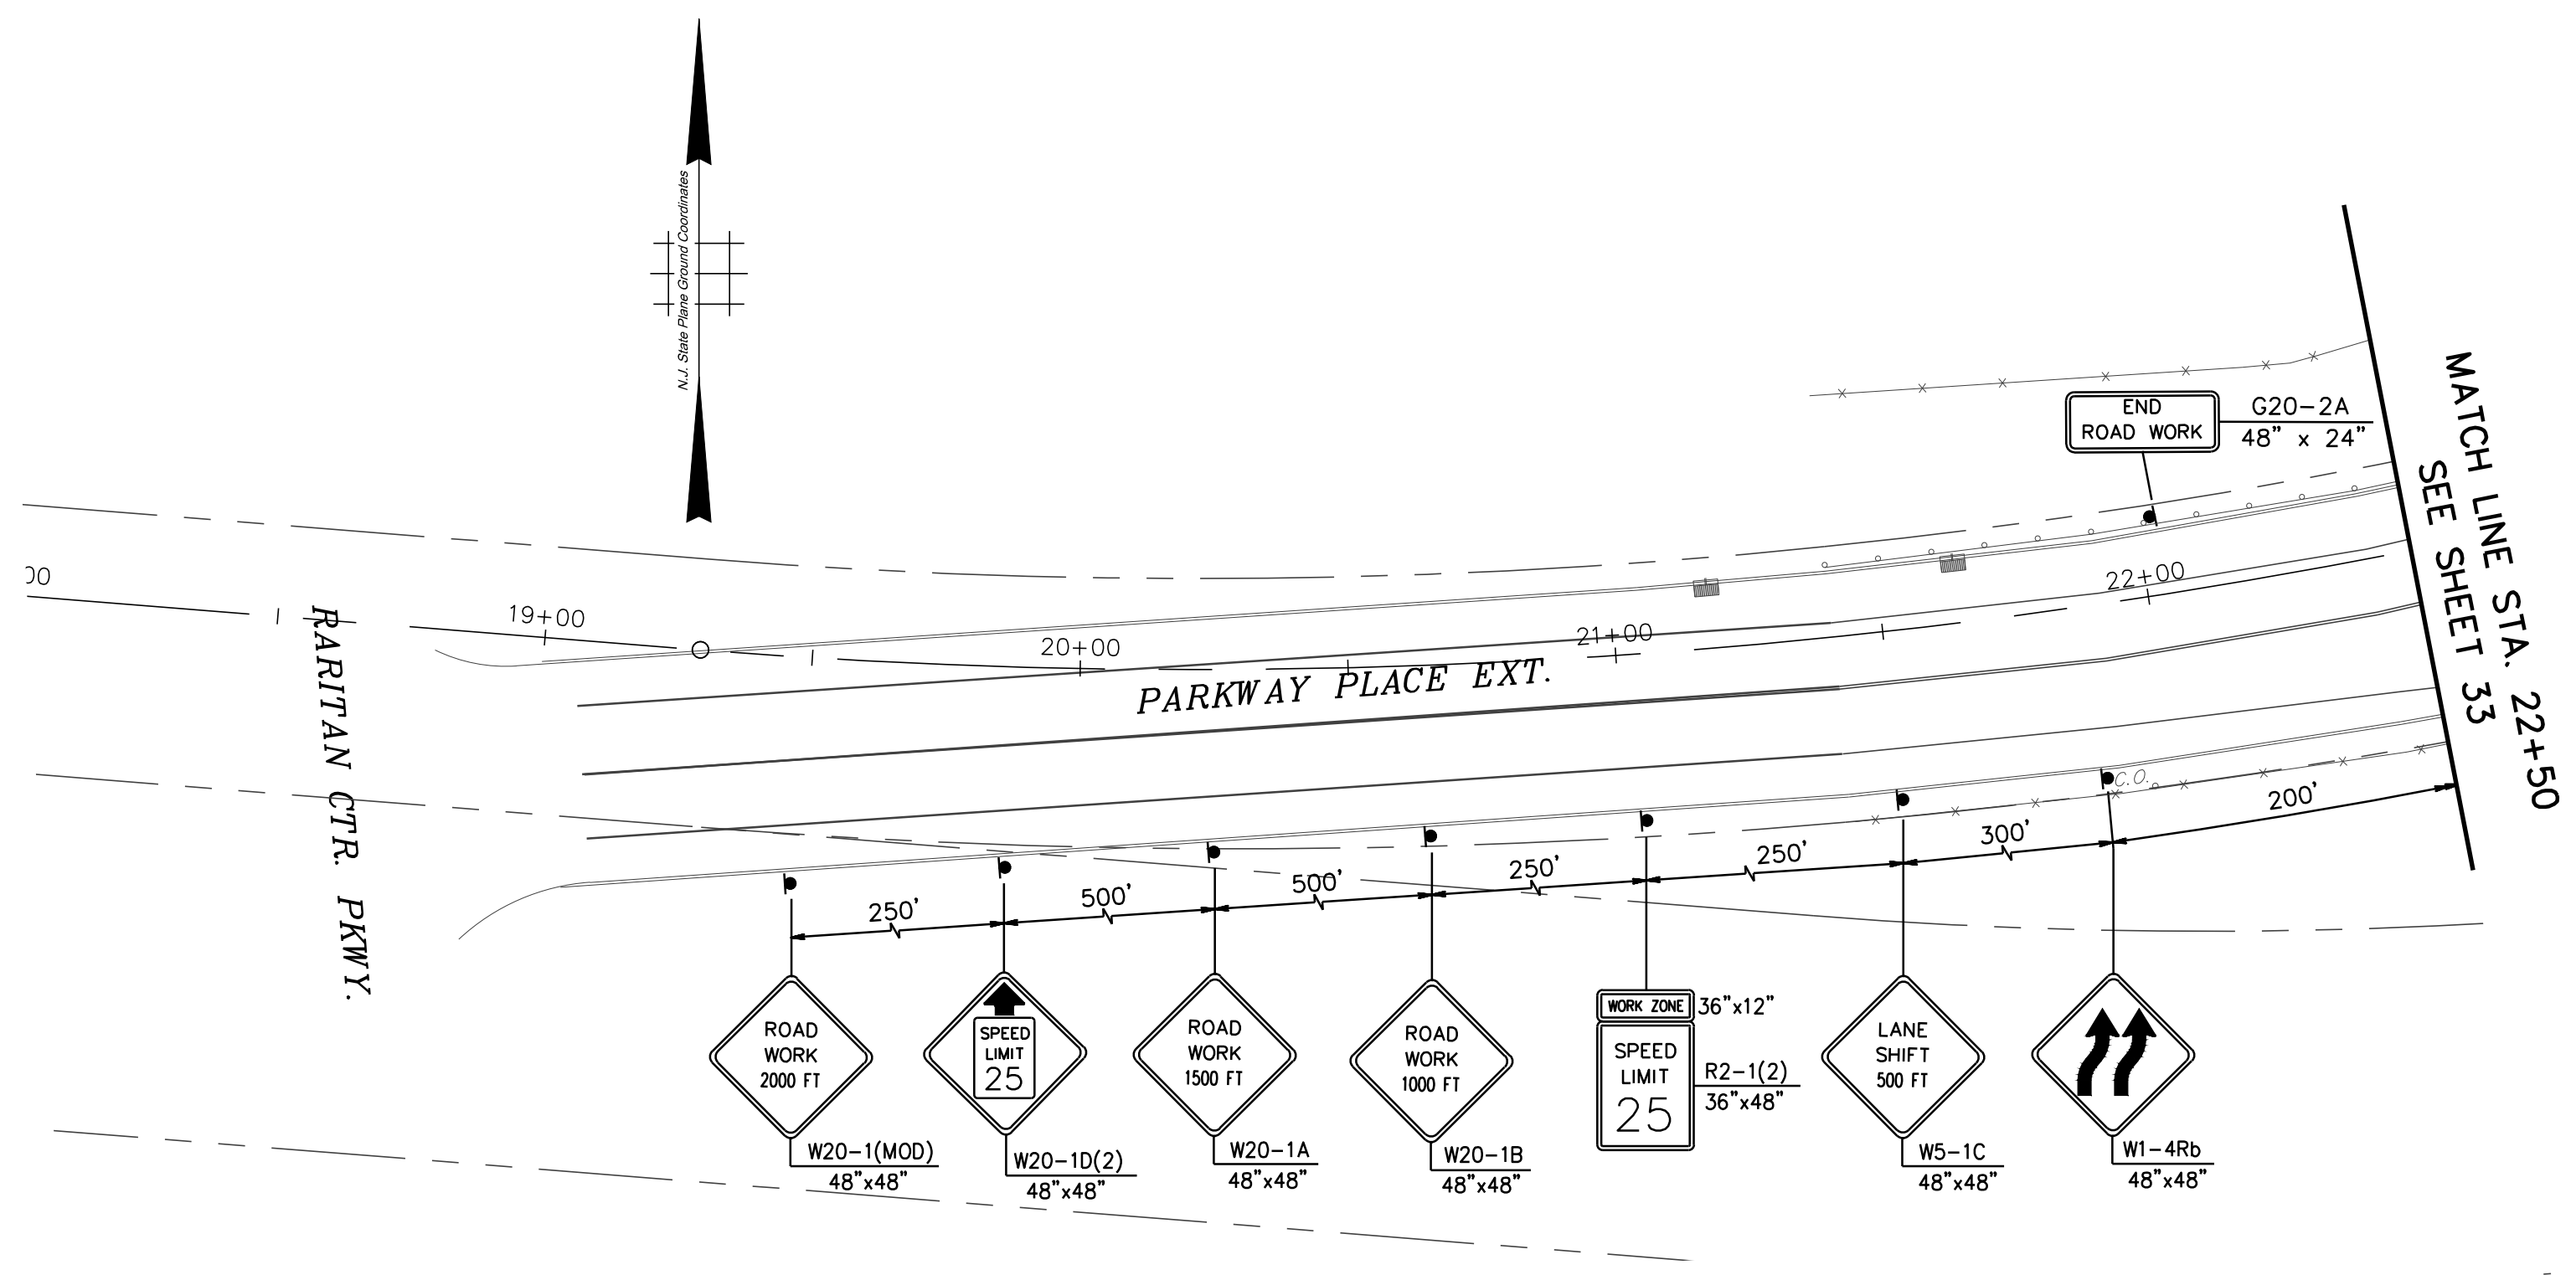 N.J. State Plane Ground Coordinates
END
ROAD WORK
G20-2A
48" x 24"
MATCH LINE STA. 22+50
SEE SHEET 33
00
19+00
20+00
21+00
22+00
RARITAN CTR. PKWY.
PARKWAY PLACE EXT.
C.O.
250'
500'
500'
250'
250'
300'
200'
ROAD
WORK
2000 FT
W20-1(MOD)
48"x48"
SPEED
LIMIT
25
W20-1D(2)
48"x48"
ROAD
WORK
1500 FT
W20-1A
48"x48"
ROAD
WORK
1000 FT
W20-1B
48"x48"
WORK ZONE
36"x12"
SPEED
LIMIT
25
R2-1(2)
36"x48"
LANE
SHIFT
500 FT
W5-1C
48"x48"
W1-4Rb
48"x48"